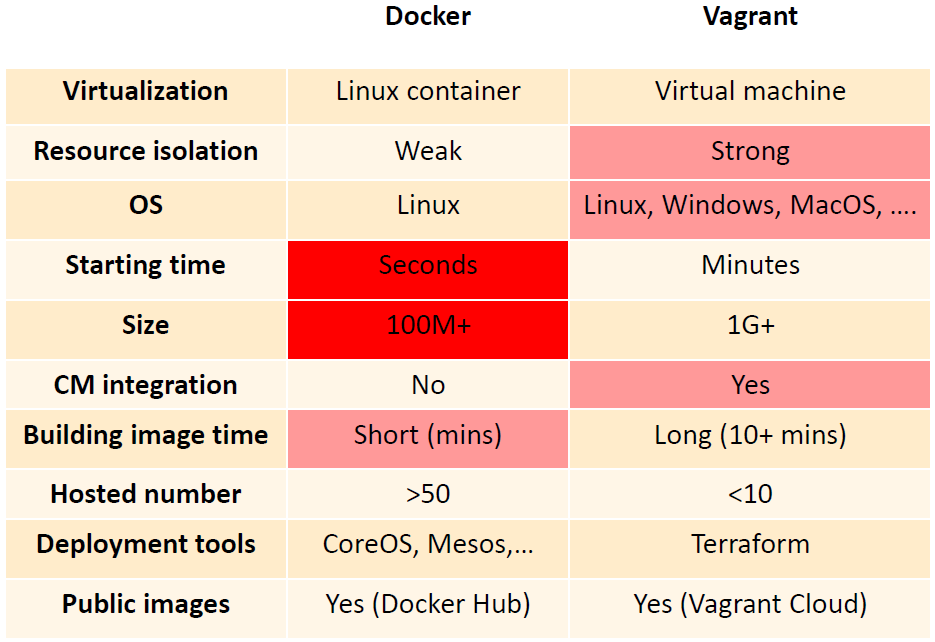 Docker Vagrant
Virtualization Linux container Virtual machine
Resource isolation Weak Strong
OS Linux Linux, Windows, MacOS, ....
Starting time Seconds Minutes
Size 100M+ 1G+
CM integration No Yes
Building image time Short (mins) Long (10+ mins)
Hosted number >50 <10
Deployment tools CoreOS, Mesos,... Terraform
Public images Yes (Docker Hub) Yes (Vagrant Cloud)